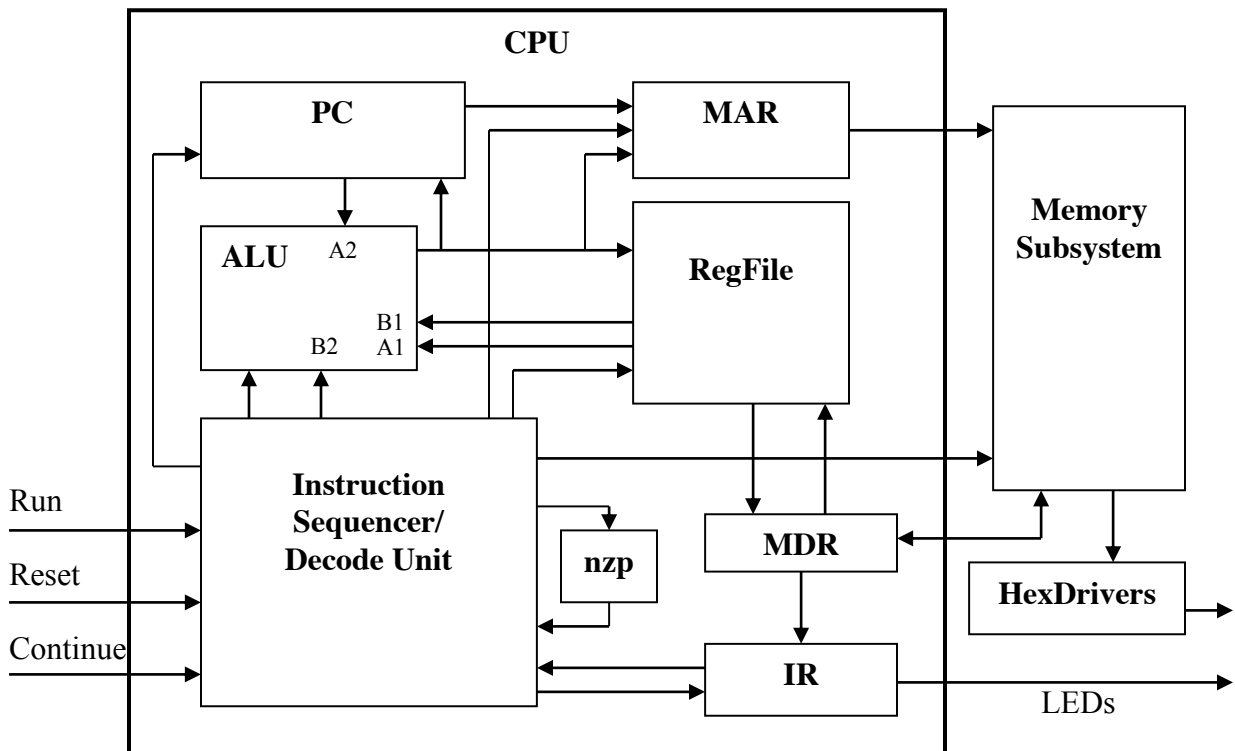 CPU
PC
MAR
Memory
Subsystem
ALU
A2
RegFile
B1
A1
B2
Instruction
Sequencer/
Decode Unit
Run
Reset
Continue
nzp
MDR
HexDrivers
IR
LEDs